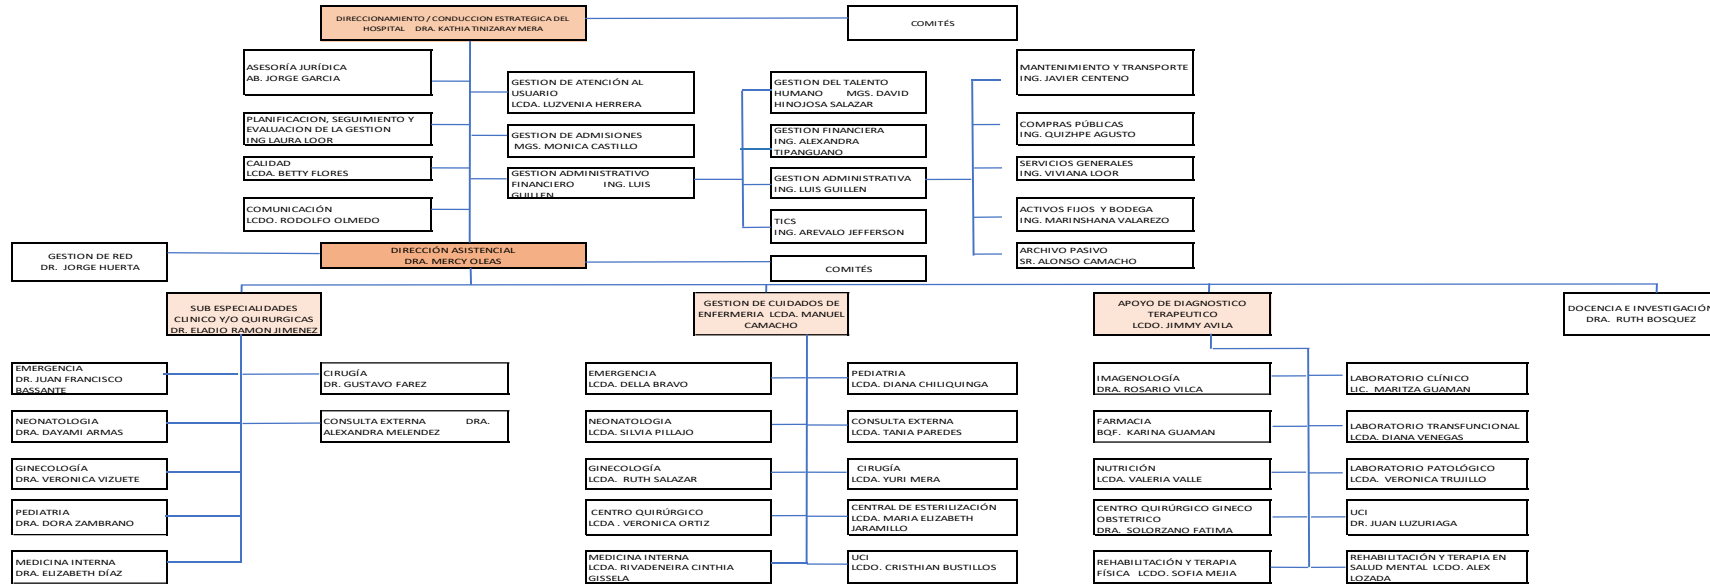 DIRECCIONAMIENTO / CONDUCCION ESTRATEGICA DEL
HOSPITAL DRA. KATHIA TINIZARAY MERA
COMITÉS
ASESORÍA JURÍDICA
AB. JORGE GARCIA
PLANIFICACION, SEGUIMIENTO Y
EVALUACION DE LA GESTION
ING LAURA LOOR
CALIDAD
LCDA. BETTY FLORES
COMUNICACIÓN
LCDO. RODOLFO OLMEDO
GESTION DE ATENCIÓN AL
USUARIO
LCDA. LUZVENIA HERRERA
GESTION DE ADMISIONES
MGS. MONICA CASTILLO
GESTION ADMINISTRATIVO
FINANCIERO ING. LUIS
GUILLEN
GESTION DEL TALENTO
HUMANO MGS. DAVID
HINOJOSA SALAZAR
GESTION FINANCIERA
ING. ALEXANDRA
TIPANGUANO
GESTION ADMINISTRATIVA
ING. LUIS GUILLEN
TICS
ING. AREVALO JEFFERSON
MANTENIMIENTO Y TRANSPORTE
ING. JAVIER CENTENO
COMPRAS PÚBLICAS
ING. QUIZHPE AGUSTO
SERVICIOS GENERALES
ING. VIVIANA LOOR
ACTIVOS FIJOS Y BODEGA
ING. MARINSHANA VALAREZO
ARCHIVO PASIVO
SR. ALONSO CAMACHO
GESTION DE RED
DR. JORGE HUERTA
DIRECCIÓN ASISTENCIAL
DRA. MERCY OLEAS
COMITÉS
SUB ESPECIALIDADES
CLINICO Y/O QUIRURGICAS
DR. ELADIO RAMON JIMENEZ
GESTION DE CUIDADOS DE
ENFERMERIA LCDA. MANUEL
CAMACHO
APOYO DE DIAGNOSTICO
TERAPEUTICO
LCDO. JIMMY AVILA
DOCENCIA E INVESTIGACIÓN
DRA. RUTH BOSQUEZ
EMERGENCIA
DR. JUAN FRANCISCO
BASSANTE
NEONATOLOGIA
DRA. DAYAMI ARMAS
GINECOLOGÍA
DRA. VERONICA VIZUETE
PEDIATRIA
DRA. DORA ZAMBRANO
MEDICINA INTERNA
DRA. ELIZABETH DÍAZ
CIRUGÍA
DR. GUSTAVO FAREZ
CONSULTA EXTERNA DRA.
ALEXANDRA MELENDEZ
EMERGENCIA
LCDA. DELLA BRAVO
NEONATOLOGIA
LCDA. SILVIA PILLAJO
GINECOLOGÍA
LCDA. RUTH SALAZAR
CENTRO QUIRÚRGICO
LCDA . VERONICA ORTIZ
MEDICINA INTERNA
LCDA. RIVADENEIRA CINTHIA
GISSELA
PEDIATRIA
LCDA. DIANA CHILIQUINGA
CONSULTA EXTERNA
LCDA. TANIA PAREDES
CIRUGÍA
LCDA. YURI MERA
CENTRAL DE ESTERILIZACIÓN
LCDA. MARIA ELIZABETH
JARAMILLO
UCI
LCDO. CRISTHIAN BUSTILLOS
IMAGENOLOGÍA
DRA. ROSARIO VILCA
FARMACIA
BQF. KARINA GUAMAN
NUTRICIÓN
LCDA. VALERIA VALLE
CENTRO QUIRÚRGICO GINECO
OBSTETRICO
DRA. SOLORZANO FATIMA
REHABILITACIÓN Y TERAPIA
FÍSICA LCDO. SOFIA MEJIA
LABORATORIO CLÍNICO
LIC. MARITZA GUAMAN
LABORATORIO TRANSFUNCIONAL
LCDA. DIANA VENEGAS
LABORATORIO PATOLÓGICO
LCDA. VERONICA TRUJILLO
UCI
DR. JUAN LUZURIAGA
REHABILITACIÓN Y TERAPIA EN
SALUD MENTAL LCDO. ALEX
LOZADA